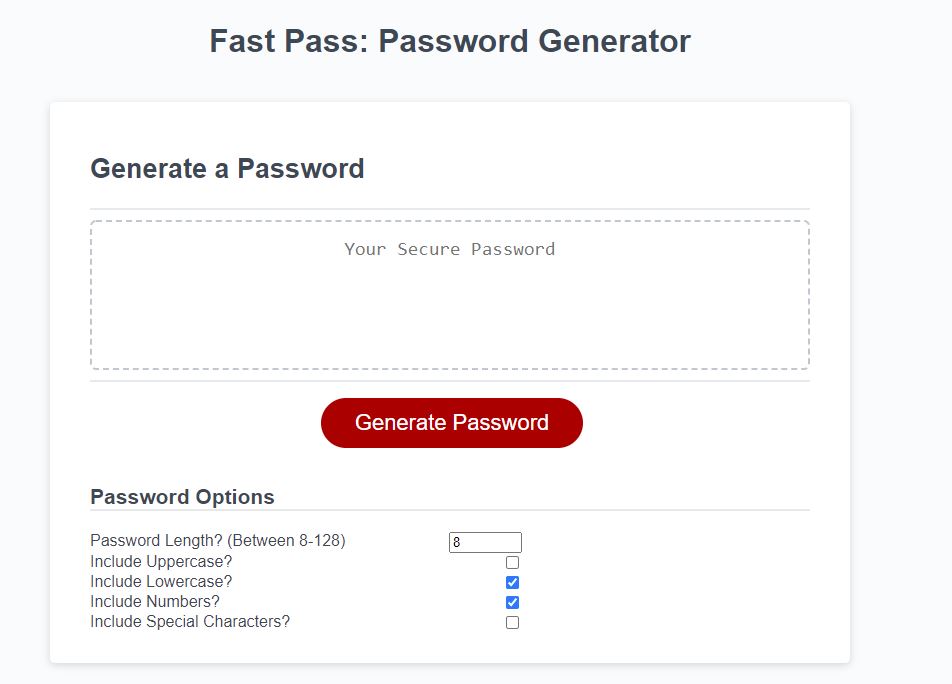 Fast Pass: Password Generator
Generate a Password
Your Secure Password
Generate Password
Password Options
Password Length? (Between 8-128) 8
Include Uppercase?
Include Lowercase?
Include Numbers?
Include Special Characters?